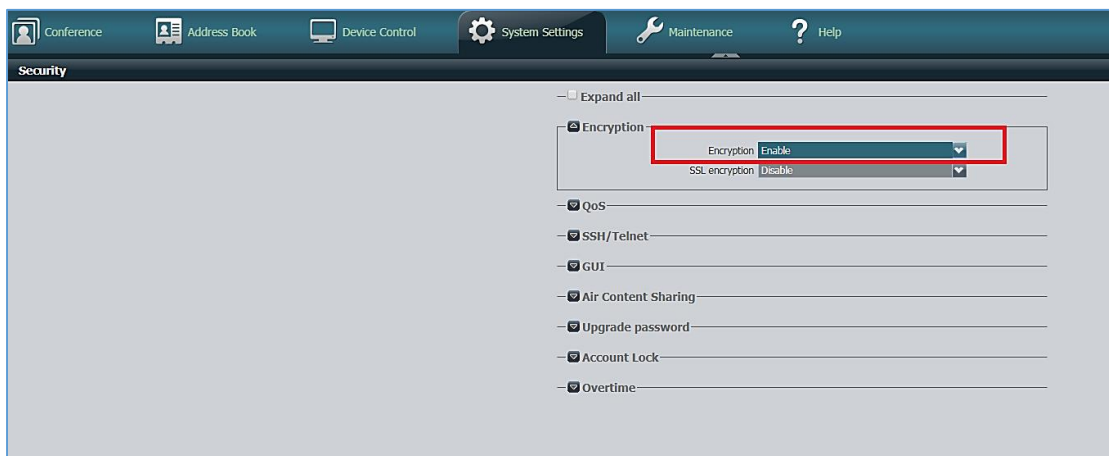 Conference Address Book Device Control System Settings Maintenance ? Help
Security
Expand all
Encryption
Encryption Enable
SSL encryption Disable
QoS
SSH/Telnet
GUI
Air Content Sharing
Upgrade password
Account Lock
Overtime